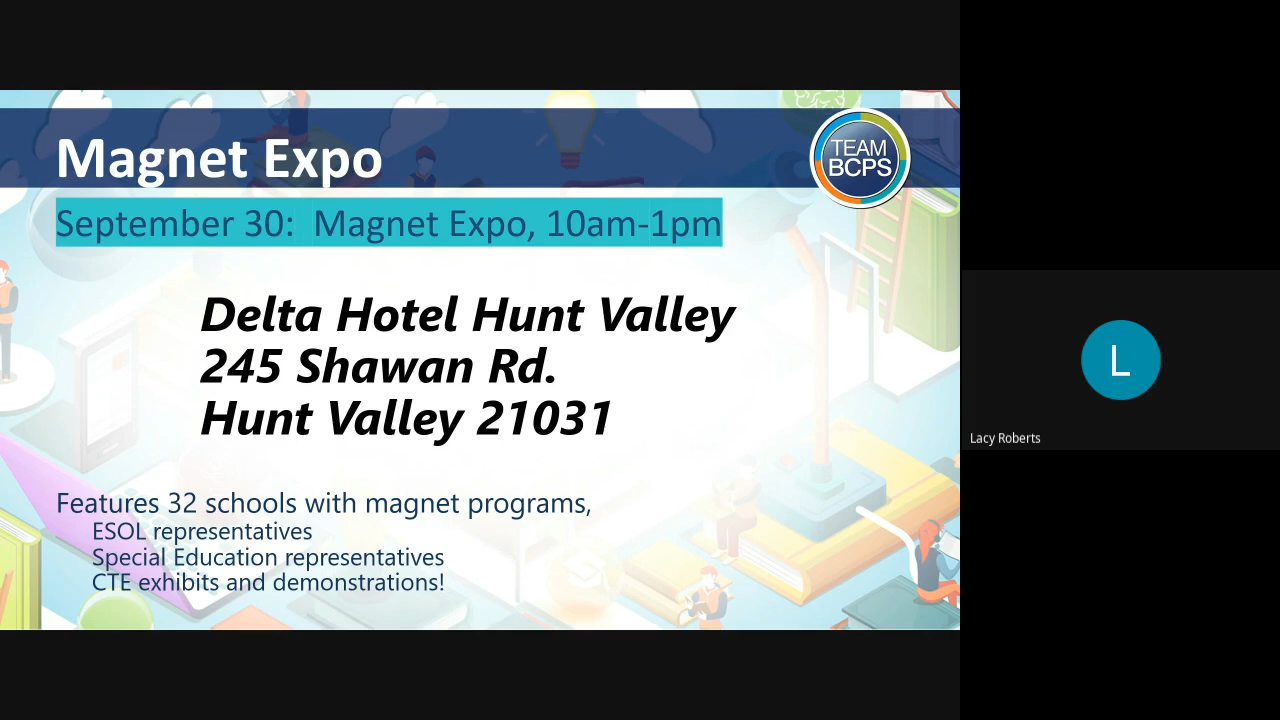 Magnet Expo
TEAM
BCPS
September 30:  Magnet Expo, 10am-1pm
Delta Hotel Hunt Valley
245 Shawan Rd.
Hunt Valley 21031
Features 32 schools with magnet programs,
ESOL representatives
Special Education representatives
CTE exhibits and demonstrations!
L
Lacy Roberts